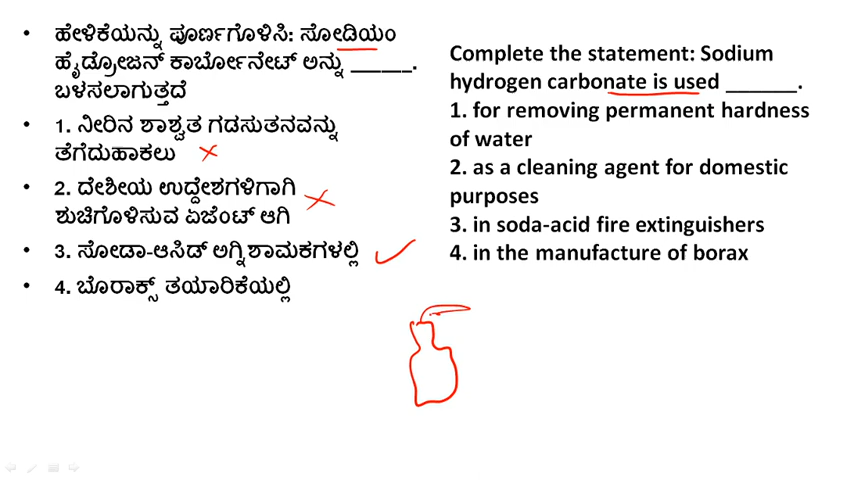 ಹೇಳಿಕೆಯನ್ನು ಪೂರ್ಣಗೊಳಿಸಿ: ಸೋಡಿಯಂ
ಹೈಡ್ರೋಜನ್ ಕಾರ್ಬೋನೇಟ್ ಅನ್ನು ______.
ಬಳಸಲಾಗುತ್ತದೆ
1. ನೀರಿನ ಶಾಶ್ವತ ಗಡಸುತನವನ್ನು
ತೆಗೆದುಹಾಕಲು
2. ದೇಶೀಯ ಉದ್ದೇಶಗಳಿಗಾಗಿ
ಶುಚಿಗೊಳಿಸುವ ಏಜೆಂಟ್ ಆಗಿ
3. ಸೋಡಾ-ಆಸಿಡ್ ಅಗ್ನಿಶಾಮಕಗಳಲ್ಲಿ
4. ಬೊರಾಕ್ಸ್ ತಯಾರಿಕೆಯಲ್ಲಿ
Complete the statement: Sodium
hydrogen carbonate is used ______.
1. for removing permanent hardness
of water
2. as a cleaning agent for domestic
purposes
3. in soda-acid fire extinguishers
4. in the manufacture of borax